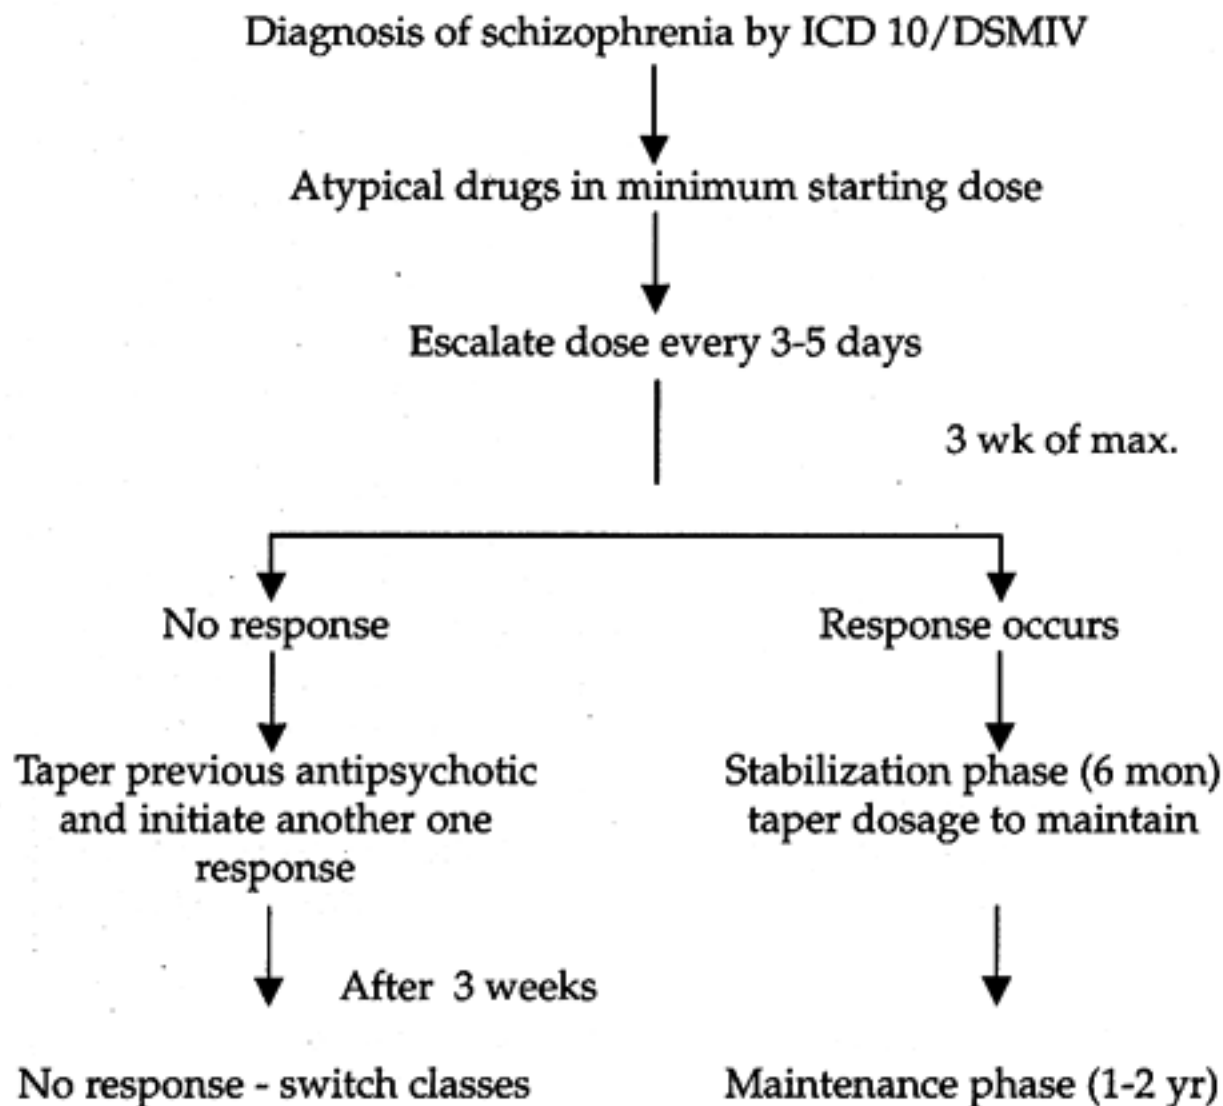 Diagnosis of schizophrenia by ICD 10/DSMIV
Atypical drugs in minimum starting dose
Escalate dose every 3-5 days
3 wk of max.
No response
Response occurs
Taper previous antipsychotic
and initiate another one
response
Stabilization phase (6 mon)
taper dosage to maintain
After 3 weeks
No response - switch classes
Maintenance phase (1-2 yr)